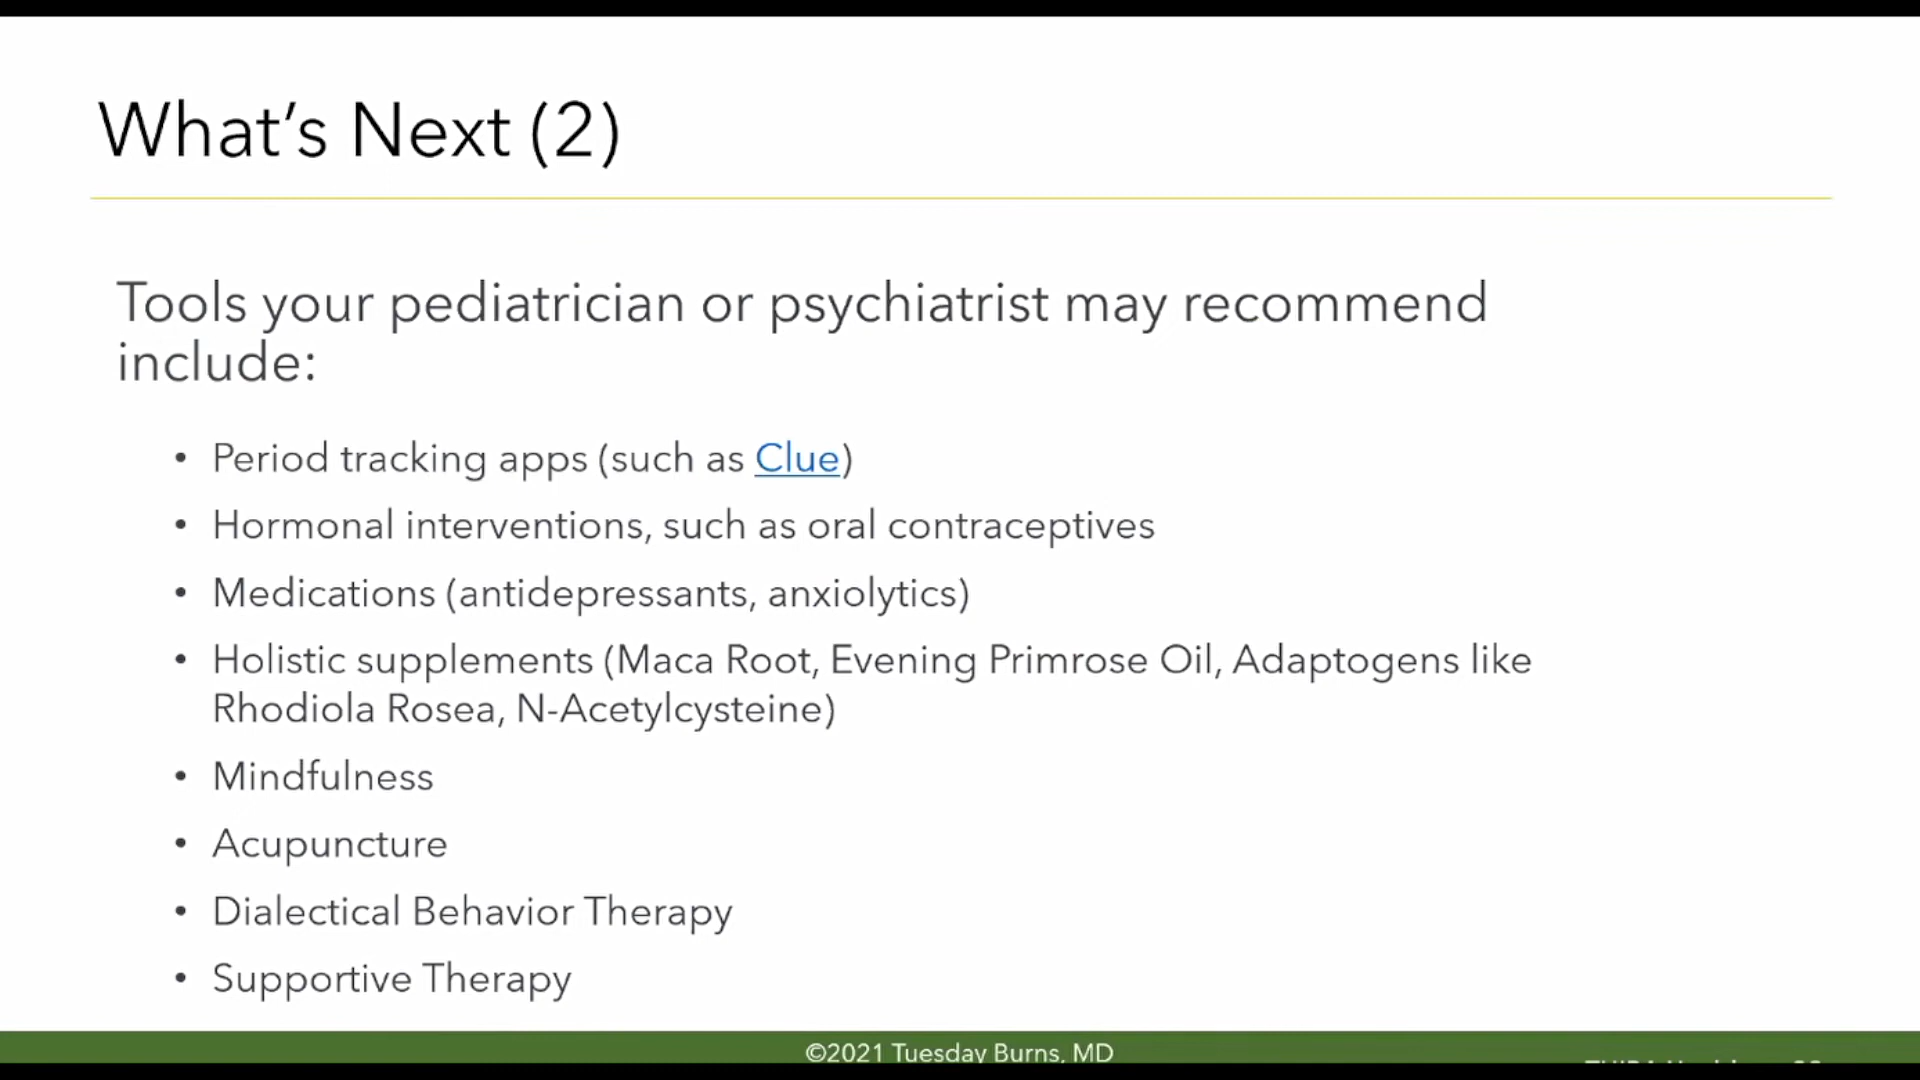 What’s Next (2)
Tools your pediatrician or psychiatrist may recommend
include:
• Period tracking apps (such as Clue)
• Hormonal interventions, such as oral contraceptives
• Medications (antidepressants, anxiolytics)
• Holistic supplements (Maca Root, Evening Primrose Oil, Adaptogens like
Rhodiola Rosea, N-Acetylcysteine)
• Mindfulness
• Acupuncture
• Dialectical Behavior Therapy
• Supportive Therapy
©2021 Tuesday Burns, MD